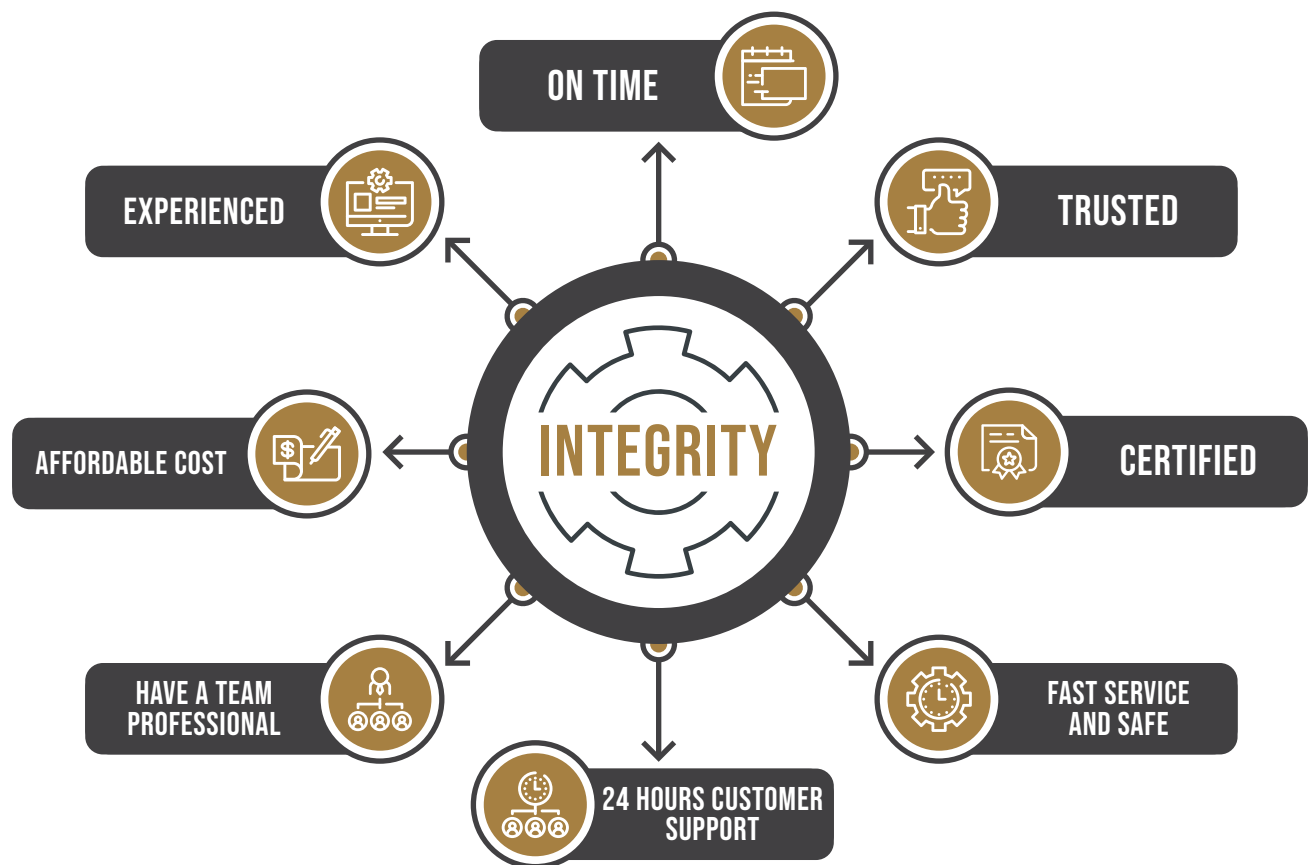 ON TIME
EXPERIENCED
TRUSTED
INTEGRITY
AFFORDABLE COST
$
CERTIFIED
HAVE A TEAM
PROFESSIONAL
FAST SERVICE
AND SAFE
24 HOURS CUSTOMER
SUPPORT